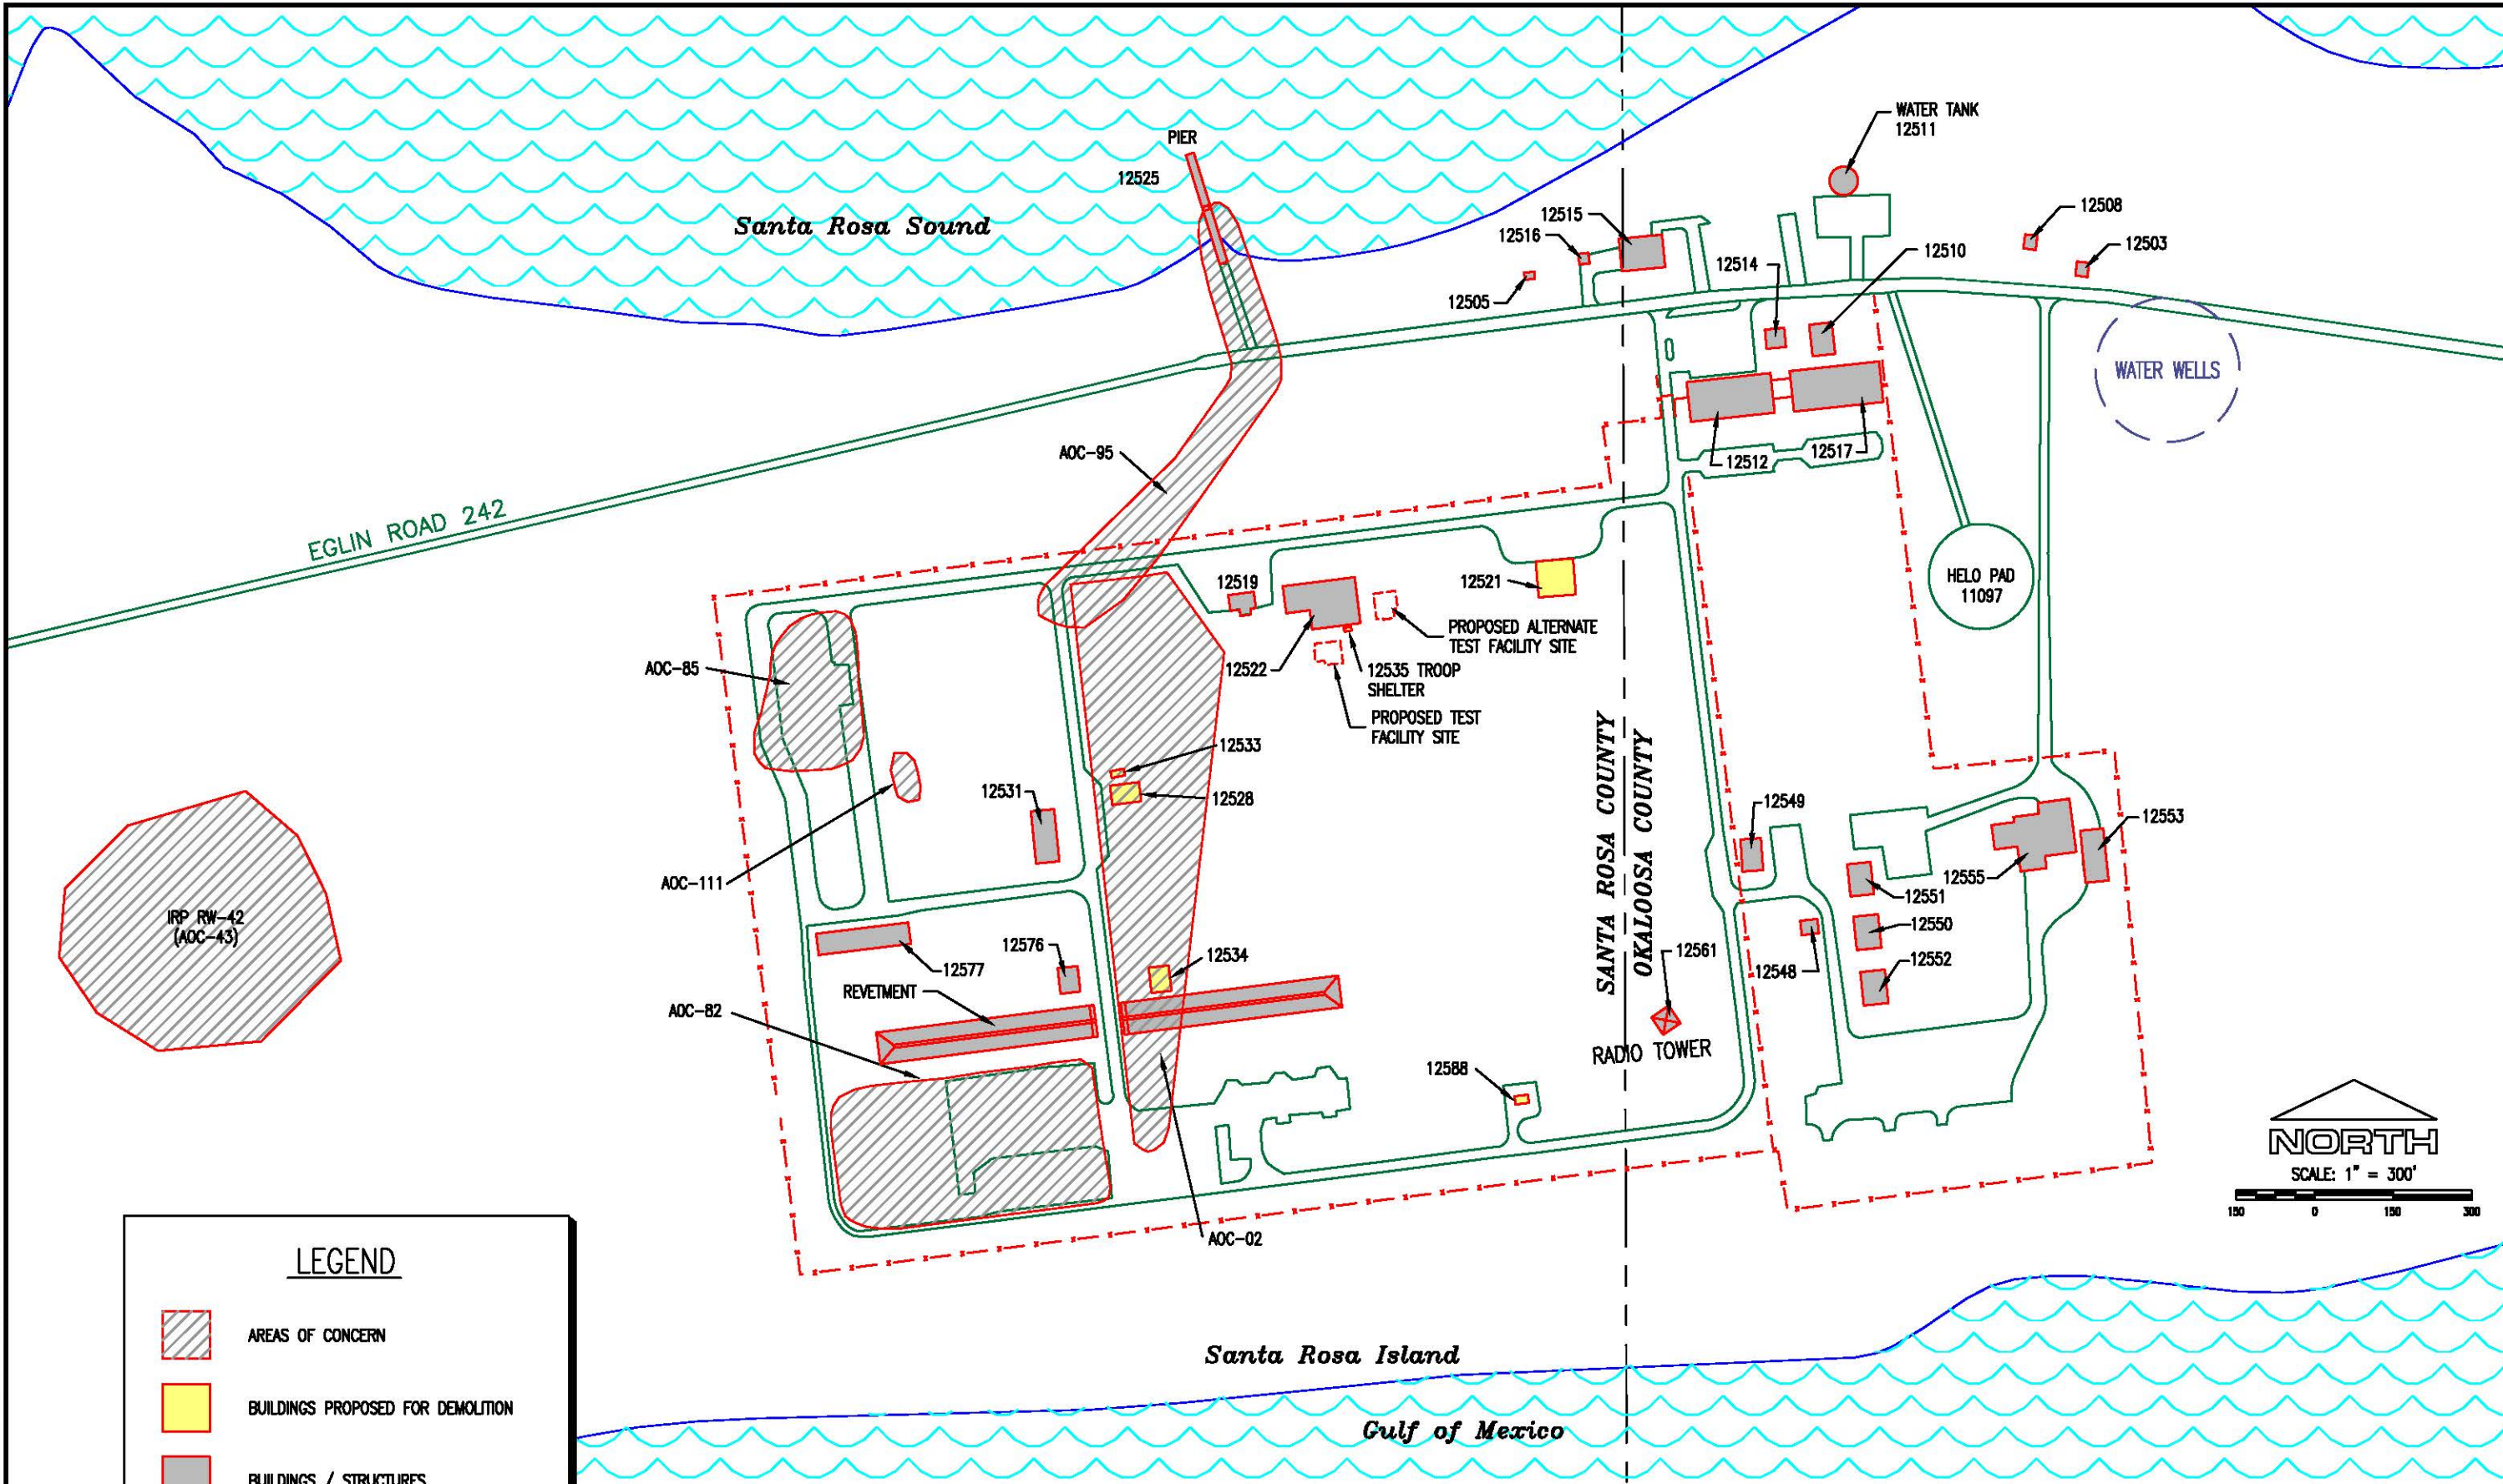 WATER TANK
12511
PIER
12525
12515
12508
Santa Rosa Sound
12516
12514
12510
12503
12505
WATER WELLS
AOC-95
12512
12517
EGLIN ROAD 242
12519
12521
HELO PAD
11097
PROPOSED ALTERNATE
TEST FACILITY SITE
AOC-85
12522
12535 TROOP
SHELTER
PROPOSED TEST
FACILITY SITE
SANTA ROSA COUNTY
OKALOOSA COUNTY
12533
12531
12528
12549
12553
AOC-111
12555
12551
IRP RW-42
(AOC-43)
12550
12576
12534
12561
12577
12548
12552
REVETMENT
AOC-82
RADIO TOWER
12588
NORTH
SCALE: 1" = 300'
150 0 150 300
AOC-02
LEGEND
AREAS OF CONCERN
BUILDINGS PROPOSED FOR DEMOLITION
BUILDINGS / STRUCTURES
Santa Rosa Island
Gulf of Mexico